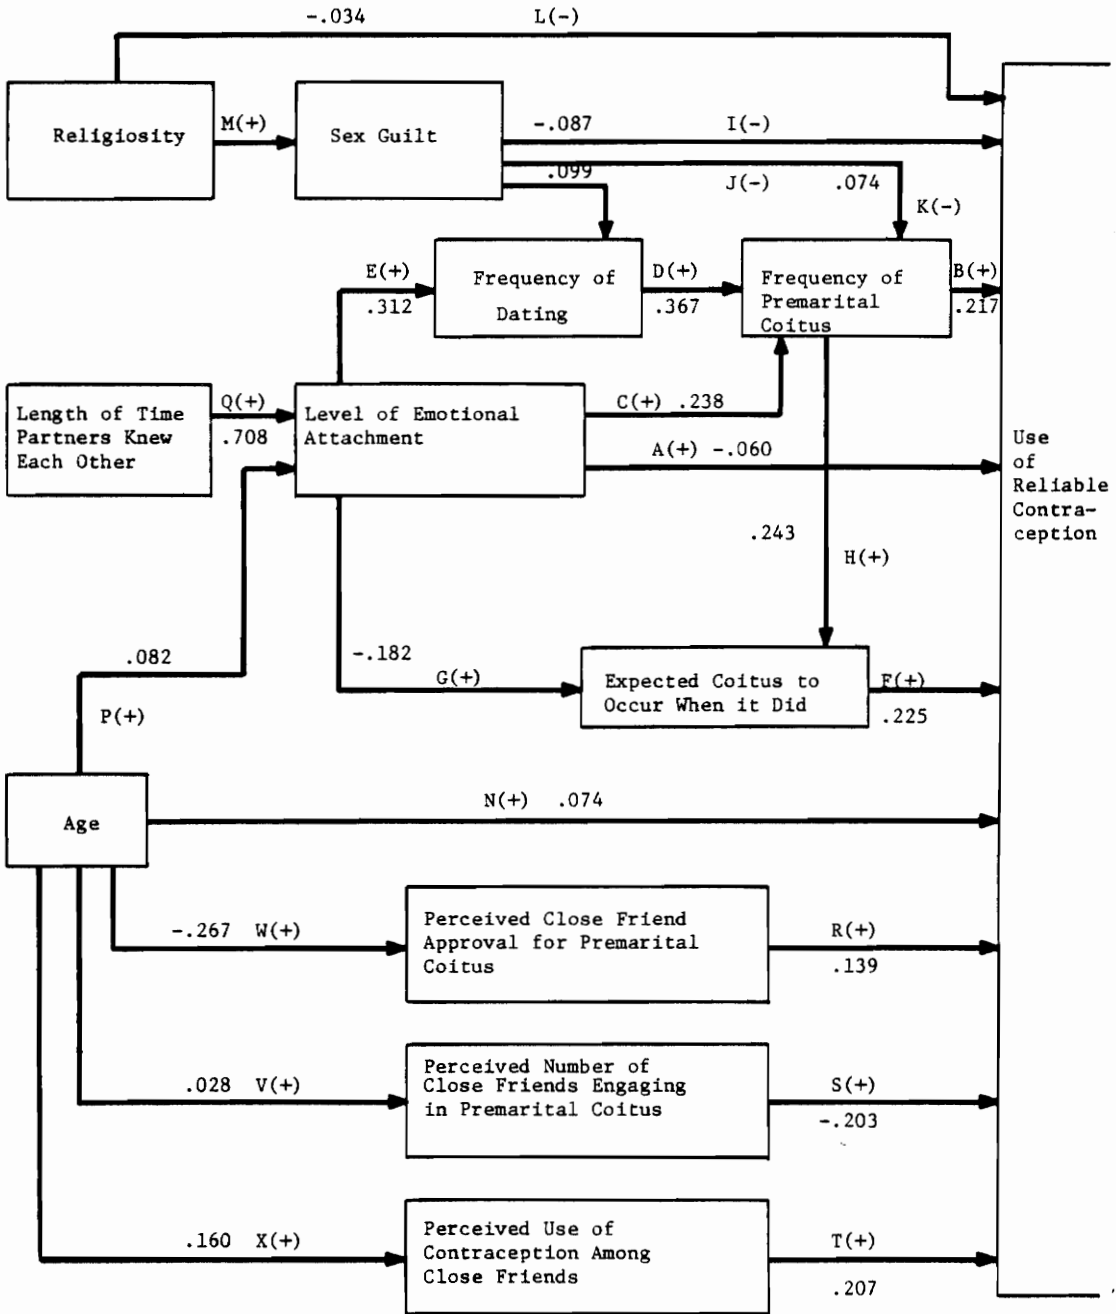 -.034 L(-)
Religiosity
M(+)
Sex Guilt
-.087 I(-)
.099
J(-) .074
K(-)
E(+)
.312
Frequency of
Dating
D(+)
.367
Frequency of
Premarital
Coitus
B(+)
.217
Length of Time
Partners Knew
Each Other
Q(+)
.708
Level of Emotional
Attachment
C(+) .238
A(+) -.060
Use
of
Reliable
Contra-
ception
.243
H(+)
.082
P(+)
-.182
G(+)
Expected Coitus to
Occur When it Did
F(+)
.225
Age
N(+) .074
-.267 W(+)
Perceived Close Friend
Approval for Premarital
Coitus
R(+)
.139
.028 V(+)
Perceived Number of
Close Friends Engaging
in Premarital Coitus
S(+)
-.203
.160 X(+)
Perceived Use of
Contraception Among
Close Friends
T(+)
.207